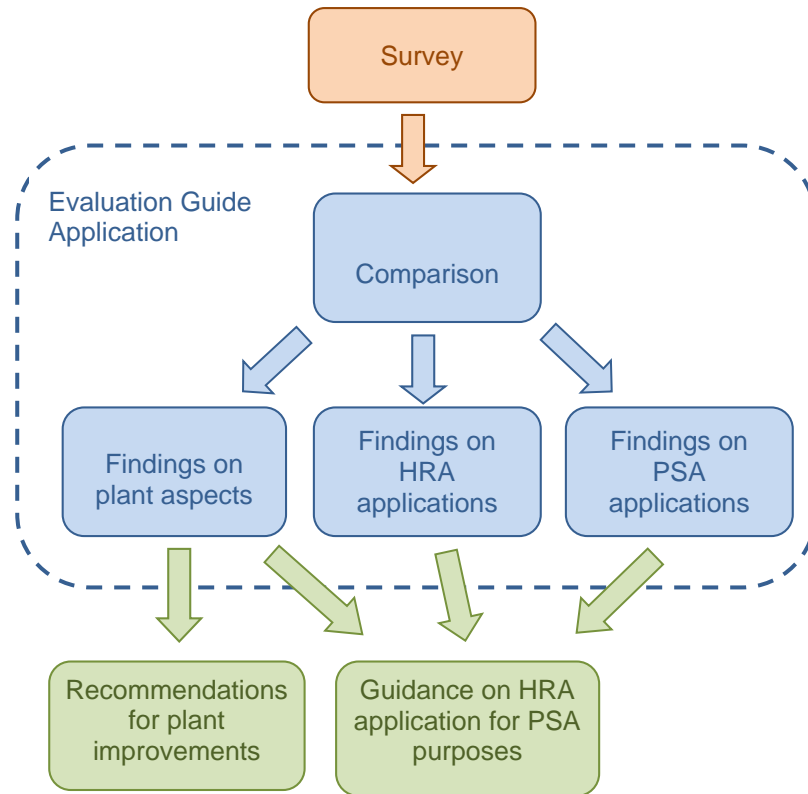 Survey
Evaluation Guide
Application
Comparison
Findings on
plant aspects
Findings on
HRA
applications
Findings on
PSA
applications
Recommendations
for plant
improvements
Guidance on HRA
application for PSA
purposes